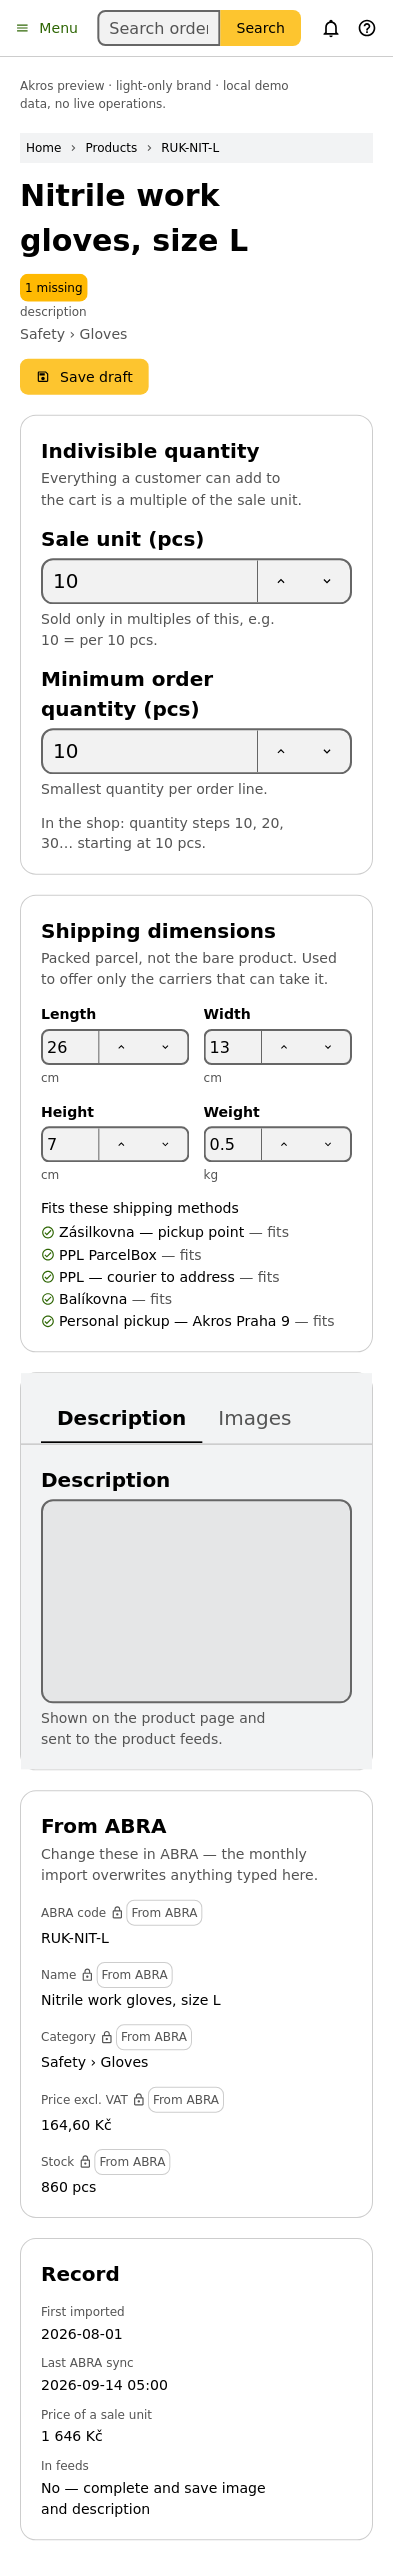 Menu
Search order
Search
Akros preview · light-only brand · local demo
data, no live operations.
Home › Products › RUK-NIT-L
Nitrile work
gloves, size L
1 missing
description
Safety › Gloves
Save draft
Indivisible quantity
Everything a customer can add to
the cart is a multiple of the sale unit.
Sale unit (pcs)
10
Sold only in multiples of this, e.g.
10 = per 10 pcs.
Minimum order
quantity (pcs)
10
Smallest quantity per order line.
In the shop: quantity steps 10, 20,
30… starting at 10 pcs.
Shipping dimensions
Packed parcel, not the bare product. Used
to offer only the carriers that can take it.
Length
26
cm
Width
13
cm
Height
7
cm
Weight
0.5
kg
Fits these shipping methods
Zásilkovna — pickup point — fits
PPL ParcelBox — fits
PPL — courier to address — fits
Balíkovna — fits
Personal pickup — Akros Praha 9 — fits
Description
Images
Description
Shown on the product page and
sent to the product feeds.
From ABRA
Change these in ABRA — the monthly
import overwrites anything typed here.
ABRA code From ABRA
RUK-NIT-L
Name From ABRA
Nitrile work gloves, size L
Category From ABRA
Safety › Gloves
Price excl. VAT From ABRA
164,60 Kč
Stock From ABRA
860 pcs
Record
First imported
2026-08-01
Last ABRA sync
2026-09-14 05:00
Price of a sale unit
1 646 Kč
In feeds
No — complete and save image
and description